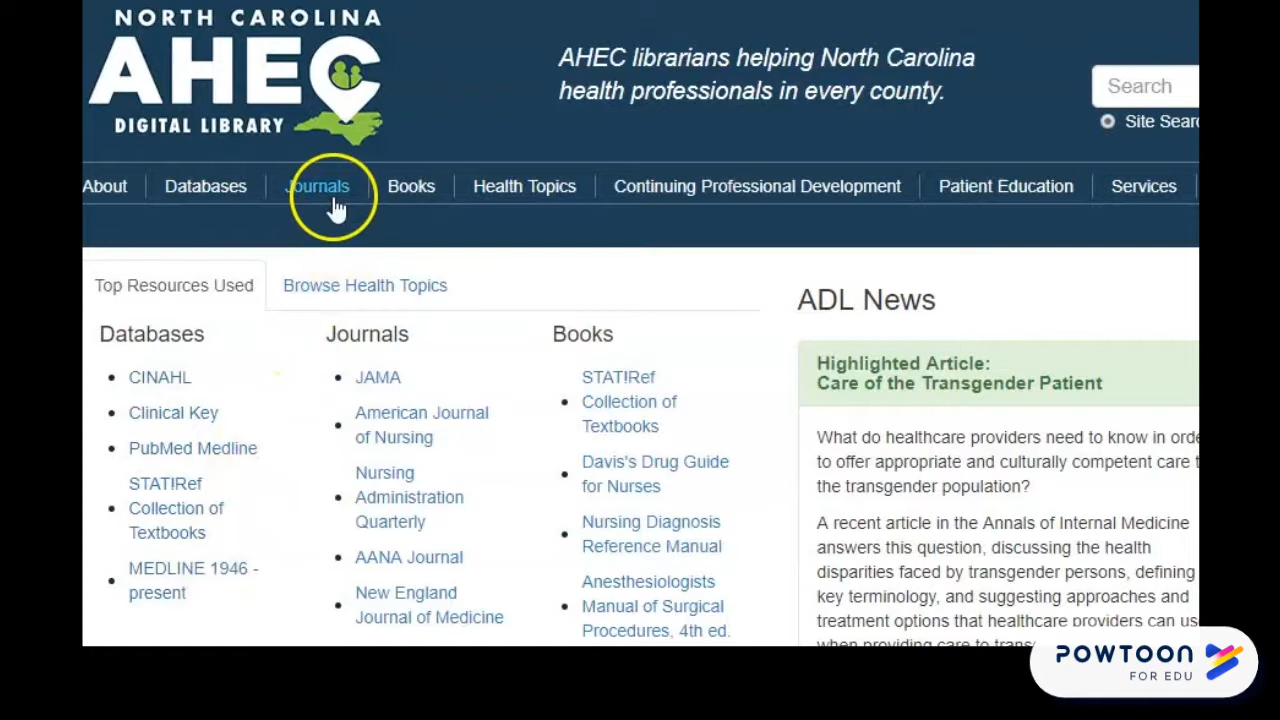 NORTH CAROLINA
AHEC
DIGITAL LIBRARY
AHEC librarians helping North Carolina
health professionals in every county.
Search
Site Searc
About
Databases
Journals
Books
Health Topics
Continuing Professional Development
Patient Education
Services
Top Resources Used
Browse Health Topics
Databases
CINAHL
Clinical Key
PubMed Medline
STAT!Ref
Collection of
Textbooks
MEDLINE 1946 -
present
Journals
JAMA
American Journal
of Nursing
Nursing
Administration
Quarterly
AANA Journal
New England
Journal of Medicine
Books
STAT!Ref
Collection of
Textbooks
Davis's Drug Guide
for Nurses
Nursing Diagnosis
Reference Manual
Anesthesiologists
Manual of Surgical
Procedures, 4th ed.
ADL News
Highlighted Article:
Care of the Transgender Patient
What do healthcare providers need to know in orde
to offer appropriate and culturally competent care t
the transgender population?
A recent article in the Annals of Internal Medicine
answers this question, discussing the health
disparities faced by transgender persons, defining
key terminology, and suggesting approaches and
treatment options that healthcare providers can us
when providing care to trans
POWTOON
FOR EDU